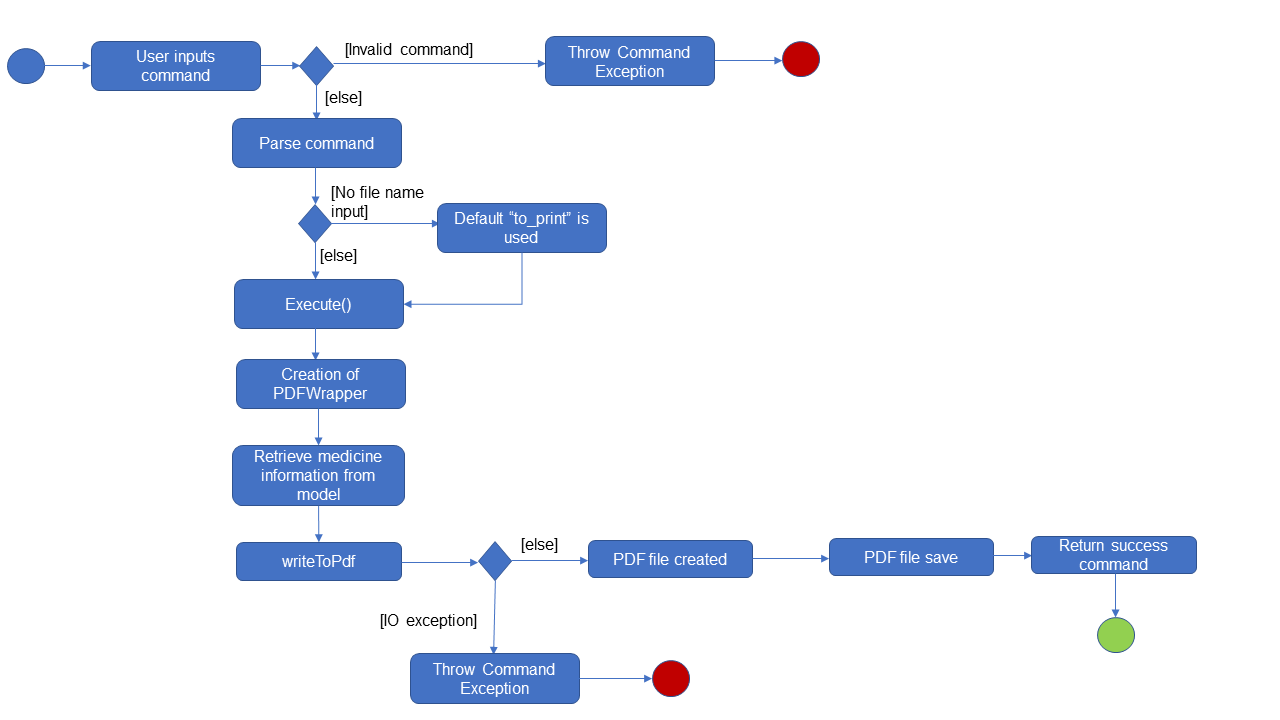 User inputs
command
[Invalid command]
Throw Command
Exception
[else]
Parse command
[No file name
input]
Default “to_print” is
used
[else]
Execute()
Creation of
PDFWrapper
Retrieve medicine
information from
model
writeToPdf
[else]
PDF file created
PDF file save
Return success
command
[IO exception]
Throw Command
Exception